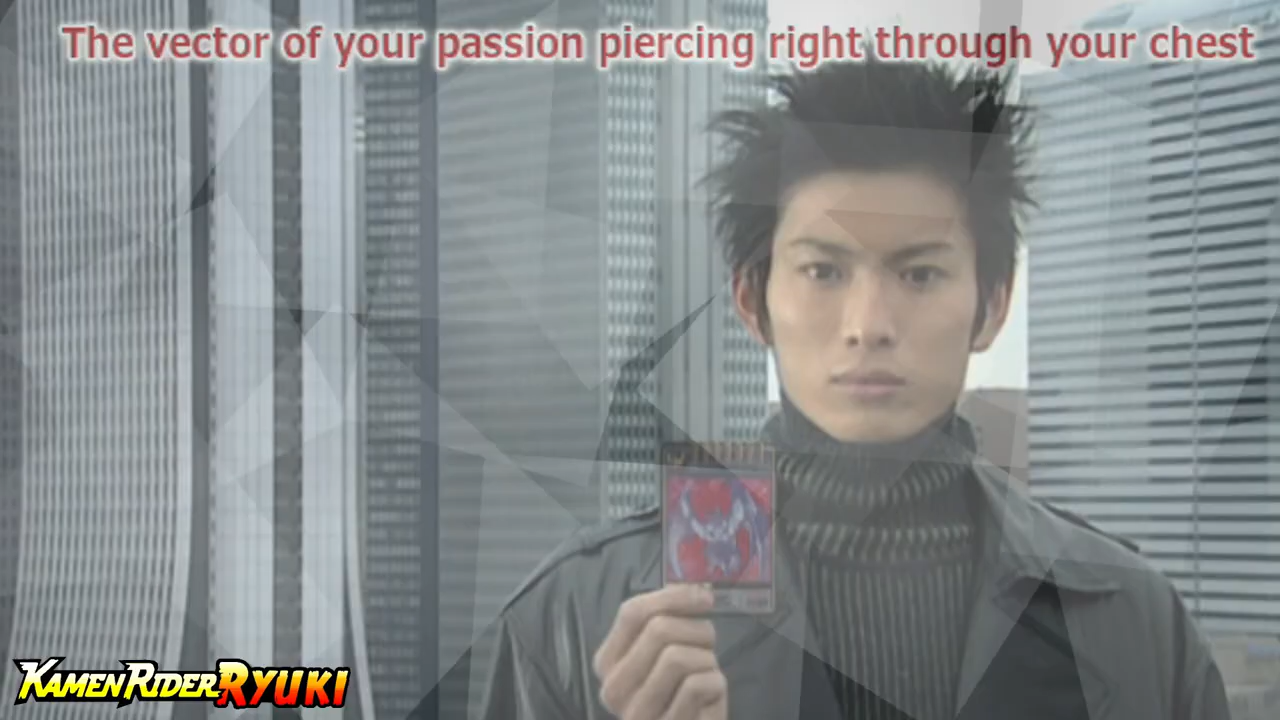 The vector of your passion piercing right through your chest
KAMEN RIDER RYUKI